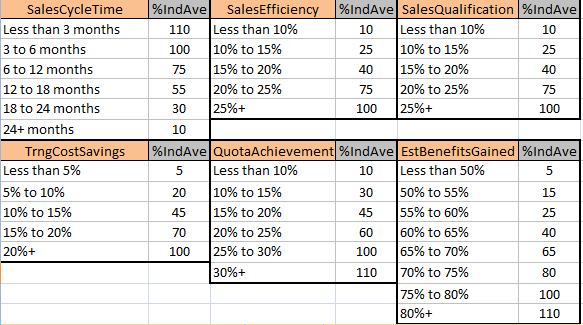 SalesCycleTime %IndAve SalesEfficiency %IndAve SalesQualification %IndAve
Less than 3 months 110 Less than 10% 10 Less than 10% 10
3 to 6 months 100 10% to 15% 25 10% to 15% 25
6 to 12 months 75 15% to 20% 40 15% to 20% 40
12 to 18 months 55 20% to 25% 75 20% to 25% 75
18 to 24 months 30 25%+ 100 25%+ 100
24+ months 10
TrngCostSavings %IndAve QuotaAchievement %IndAve EstBenefitsGained %IndAve
Less than 5% 5 Less than 10% 10 Less than 50% 5
5% to 10% 20 10% to 15% 30 50% to 55% 15
10% to 15% 45 15% to 20% 45 55% to 60% 25
15% to 20% 70 20% to 25% 60 60% to 65% 40
20%+ 100 25% to 30% 100 65% to 70% 65
30%+ 110 70% to 75% 80
75% to 80% 100
80%+ 110